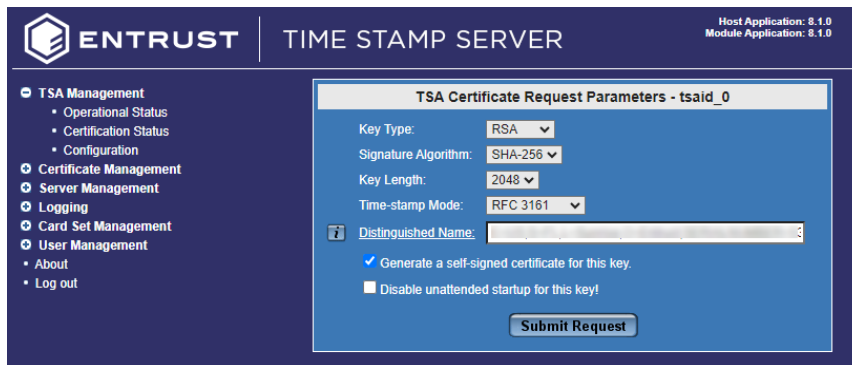 ENTRUST
TIME STAMP SERVER
Host Application: 8.1.0
Module Application: 8.1.0
TSA Management
Operational Status
Certification Status
Configuration
Certificate Management
Server Management
Logging
Card Set Management
User Management
About
Log out
TSA Certificate Request Parameters - tsaid_0
Key Type: RSA
Signature Algorithm: SHA-256
Key Length: 2048
Time-stamp Mode: RFC 3161
i Distinguished Name:
Generate a self-signed certificate for this key.
Disable unattended startup for this key!
Submit Request